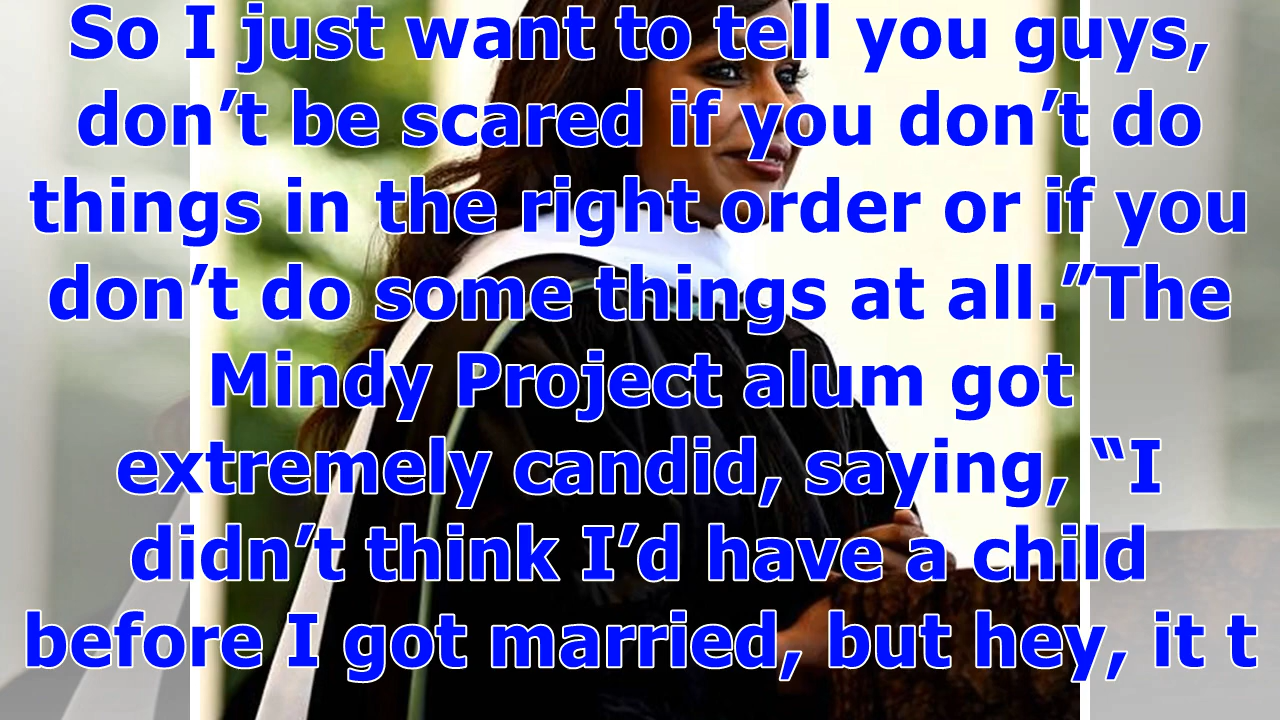 So I just want to tell you guys,
don’t be scared if you don’t do
things in the right order or if you
don’t do some things at all.”The
Mindy Project alum got
extremely candid, saying, “I
didn’t think I’d have a child
before I got married, but hey, it t